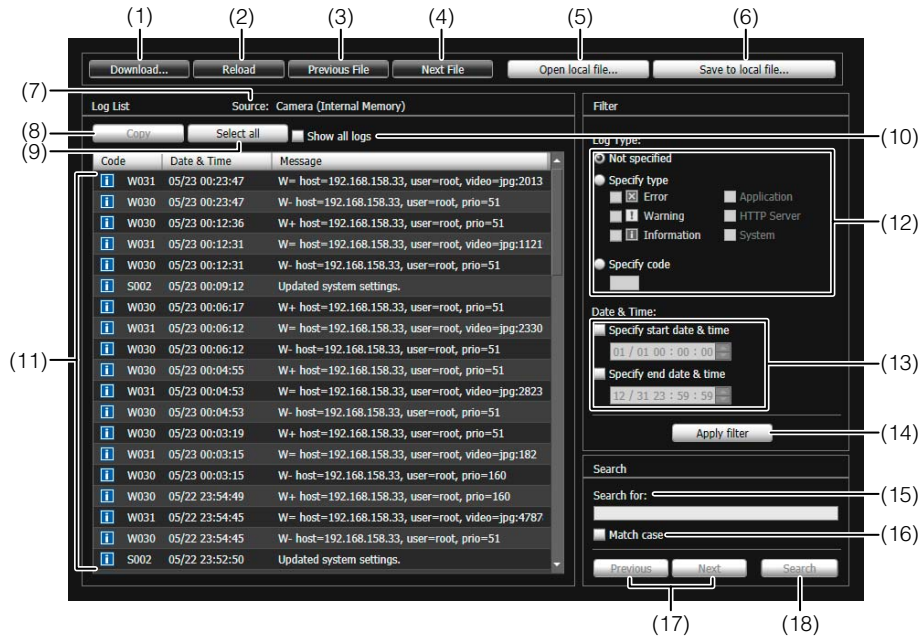 (1) (2) (3) (4) (5) (6)
Download... Reload Previous File Next File Open local file... Save to local file...
(7)
Log List Source: Camera (Internal Memory)
(8) Copy Select all Show all logs
(9)
Code Date & Time Message
W031 05/23 00:23:47 W= host=192.168.158.33, user=root, video=jpg:2013
W030 05/23 00:23:47 W- host=192.168.158.33, user=root, prio=51
W030 05/23 00:12:36 W+ host=192.168.158.33, user=root, prio=51
W031 05/23 00:12:31 W= host=192.168.158.33, user=root, video=jpg:1121
W030 05/23 00:12:31 W- host=192.168.158.33, user=root, prio=51
S002 05/23 00:09:12 Updated system settings.
W030 05/23 00:06:17 W+ host=192.168.158.33, user=root, prio=51
W031 05/23 00:06:12 W= host=192.168.158.33, user=root, video=jpg:2330
W030 05/23 00:06:12 W- host=192.168.158.33, user=root, prio=51
W030 05/23 00:04:55 W+ host=192.168.158.33, user=root, prio=51
W031 05/23 00:04:53 W= host=192.168.158.33, user=root, video=jpg:2823
W030 05/23 00:04:53 W- host=192.168.158.33, user=root, prio=51
W030 05/23 00:03:19 W+ host=192.168.158.33, user=root, prio=51
W031 05/23 00:03:15 W= host=192.168.158.33, user=root, video=jpg:182
W030 05/23 00:03:15 W- host=192.168.158.33, user=root, prio=160
W030 05/22 23:54:49 W+ host=192.168.158.33, user=root, prio=160
W031 05/22 23:54:45 W= host=192.168.158.33, user=root, video=jpg:4787
W030 05/22 23:54:45 W- host=192.168.158.33, user=root, prio=51
S002 05/22 23:52:50 Updated system settings.
(11)
Filter
(10)
Log Type:
Not specified
Specify type
Error Application
Warning HTTP Server
Information System
(12)
Specify code
Date & Time:
Specify start date & time
01 / 01 00 : 00 : 00
(13)
Specify end date & time
12 / 31 23 : 59 : 59
Apply filter
(14)
Search
Search for:
(15)
Match case
(16)
Previous Next Search
(17) (18)